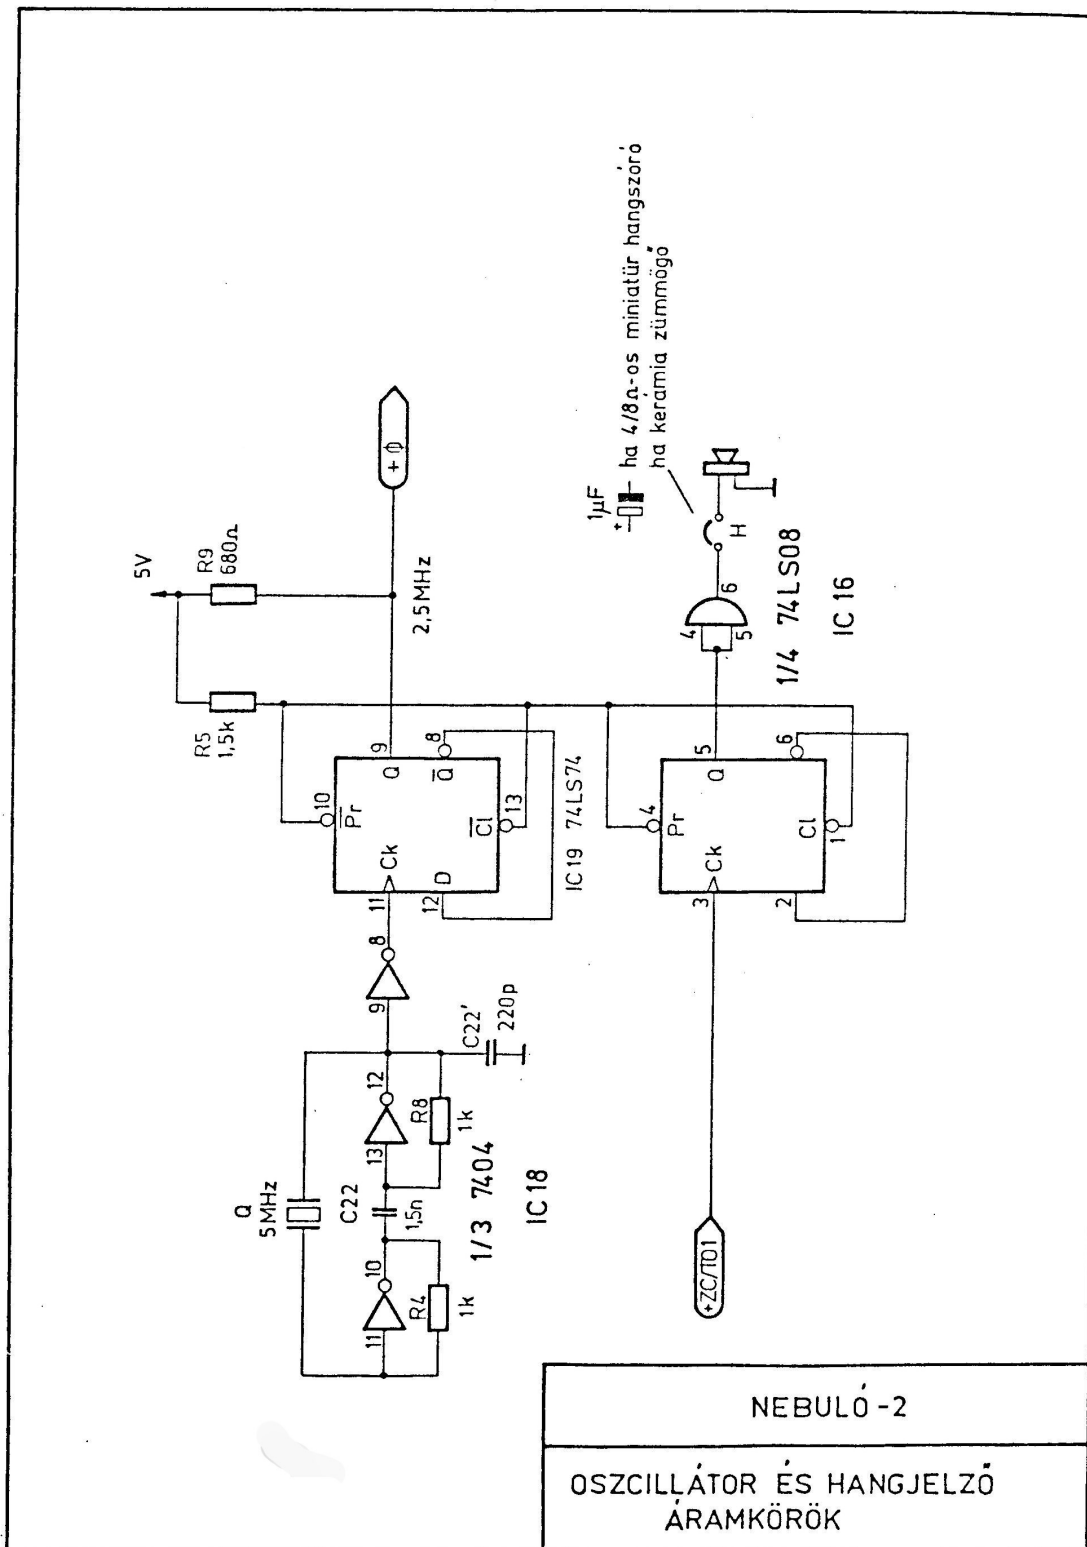 Q
5MHz
C22
1,5n
10
11
R4
1k
12
13
R8
1k
1/3 7404
IC18
C22'
220p
9
8
11
Ck
12
D
10
Pr
Q
9
Q
8
Cl
13
IC19 74LS74
R5
1,5k
5V
R9
680Ω
2,5MHz
+Φ
+ZC/TO1
3
Ck
2
4
Pr
Q
5
Cl
1
6
4
5
6
1/4 74LS08
IC16
H
1µF
+
ha 4/8Ω-os miniatür hangszóró
ha kerámia zümmögő
NEBULÓ-2
OSZCILLÁTOR ÉS HANGJELZŐ
ÁRAMKÖRÖK